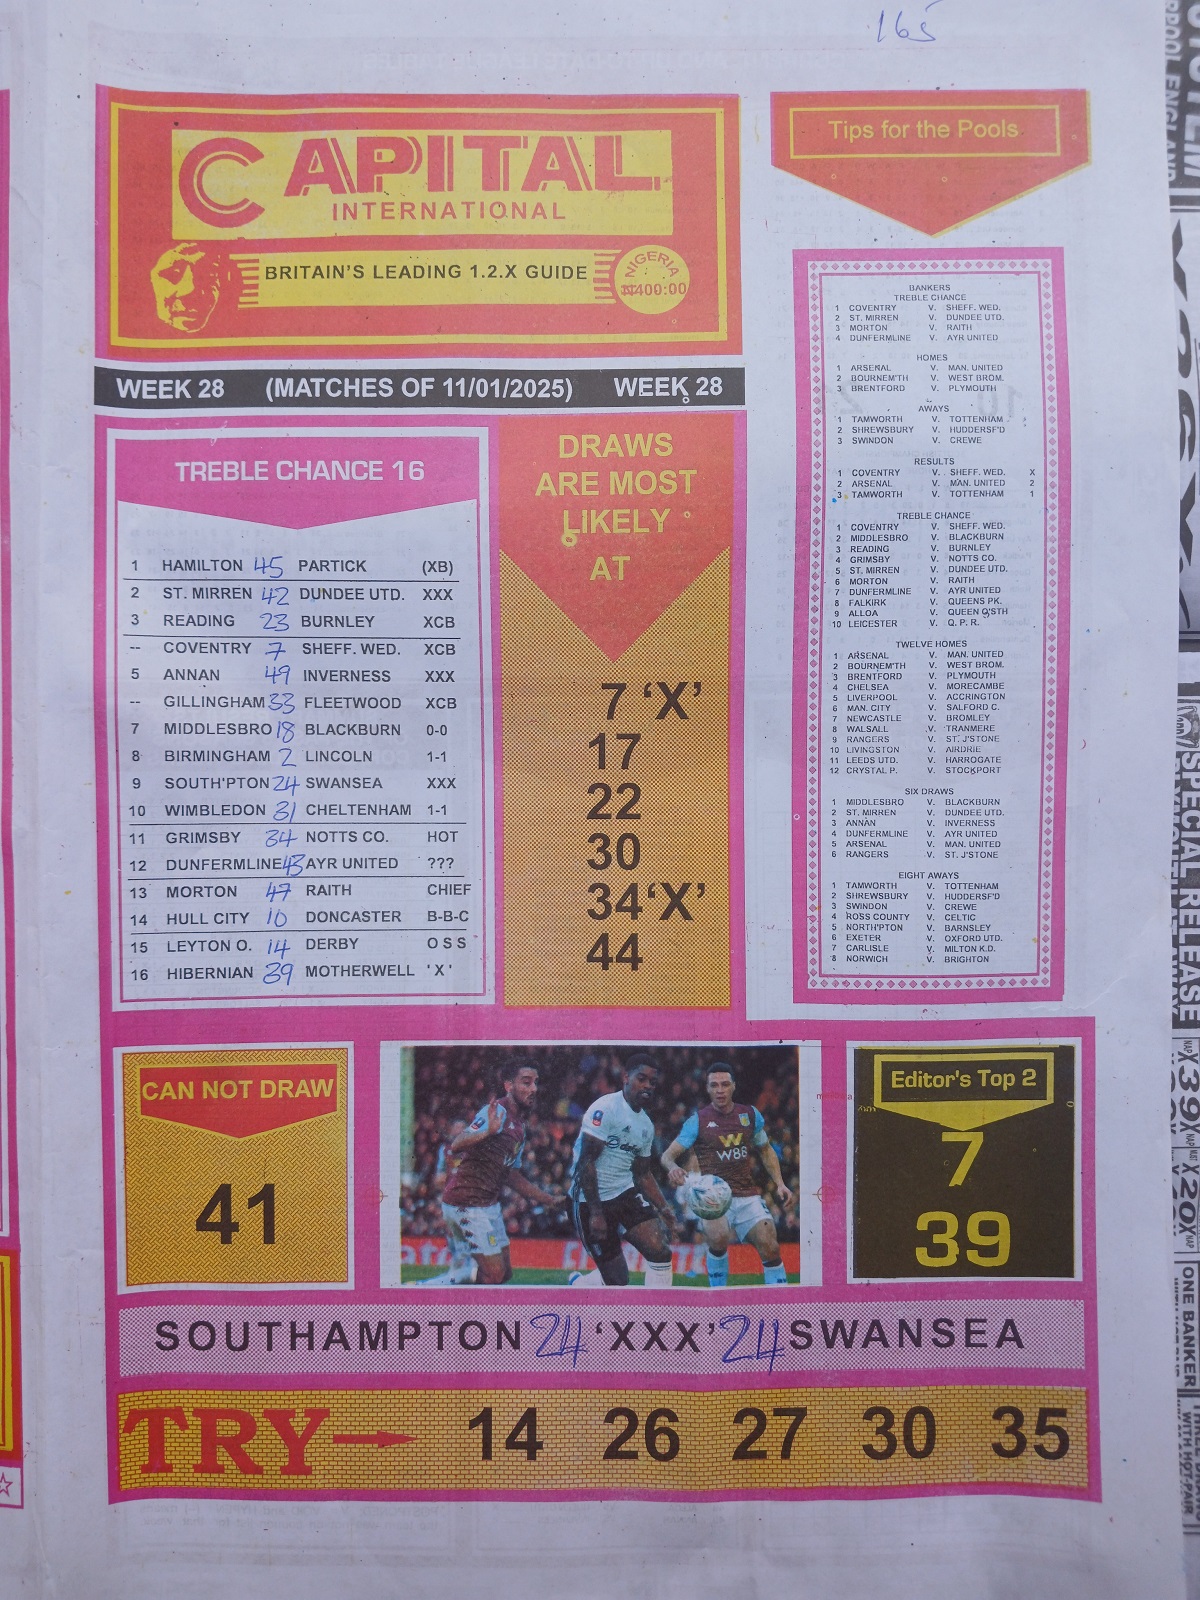 165
CAPITAL
INTERNATIONAL
BRITAIN'S LEADING 1.2.X GUIDE
NIGERIA
₦400:00
WEEK 28 (MATCHES OF 11/01/2025) WEEK 28
TREBLE CHANCE 16
1 HAMILTON 45 PARTICK (XB)
2 ST. MIRREN 42 DUNDEE UTD. XXX
3 READING 23 BURNLEY XCB
-- COVENTRY 7 SHEFF. WED. XCB
5 ANNAN 49 INVERNESS XXX
-- GILLINGHAM 33 FLEETWOOD XCB
7 MIDDLESBRO 18 BLACKBURN 0-0
8 BIRMINGHAM 2 LINCOLN 1-1
9 SOUTH'PTON 24 SWANSEA XXX
10 WIMBLEDON 31 CHELTENHAM 1-1
11 GRIMSBY 34 NOTTS CO. HOT
12 DUNFERMLINE 43 AYR UNITED ???
13 MORTON 47 RAITH CHIEF
14 HULL CITY 10 DONCASTER B-B-C
15 LEYTON O. 14 DERBY O S S
16 HIBERNIAN 39 MOTHERWELL 'X'
DRAWS
ARE MOST
LIKELY
AT
7 'X'
17
22
30
34 'X'
44
Tips for the Pools
BANKERS
TREBLE CHANCE
1 COVENTRY V. SHEFF. WED.
2 ST. MIRREN V. DUNDEE UTD.
3 MORTON V. RAITH
4 DUNFERMLINE V. AYR UNITED
HOMES
1 ARSENAL V. MAN. UNITED
2 BOURNEM'TH V. WEST BROM.
3 BRENTFORD V. PLYMOUTH
AWAYS
1 TAMWORTH V. TOTTENHAM
2 SHREWSBURY V. HUDDERSF'D
3 SWINDON V. CREWE
RESULTS
1 COVENTRY V. SHEFF. WED. X
2 ARSENAL V. MAN. UNITED 2
3 TAMWORTH V. TOTTENHAM 1
TREBLE CHANCE
1 COVENTRY V. SHEFF. WED.
2 MIDDLESBRO V. BLACKBURN
3 READING V. BURNLEY
4 GRIMSBY V. NOTTS CO.
5 ST. MIRREN V. DUNDEE UTD.
6 MORTON V. RAITH
7 DUNFERMLINE V. AYR UNITED
8 FALKIRK V. QUEENS PK.
9 ALLOA V. QUEEN O'STH
10 LEICESTER V. Q. P. R.
TWELVE HOMES
1 ARSENAL V. MAN. UNITED
2 BOURNEM'TH V. WEST BROM.
3 BRENTFORD V. PLYMOUTH
4 CHELSEA V. MORECAMBE
5 LIVERPOOL V. ACCRINGTON
6 MAN. CITY V. SALFORD C.
7 NEWCASTLE V. BROMLEY
8 WALSALL V. TRANMERE
9 RANGERS V. ST. J'STONE
10 LIVINGSTON V. AIRDRIE
11 LEEDS UTD. V. HARROGATE
12 CRYSTAL P. V. STOCKPORT
SIX DRAWS
1 MIDDLESBRO V. BLACKBURN
2 ST. MIRREN V. DUNDEE UTD.
3 ANNAN V. INVERNESS
4 DUNFERMLINE V. AYR UNITED
5 ARSENAL V. MAN. UNITED
6 RANGERS V. ST. J'STONE
EIGHT AWAYS
1 TAMWORTH V. TOTTENHAM
2 SHREWSBURY V. HUDDERSF'D
3 SWINDON V. CREWE
4 ROSS COUNTY V. CELTIC
5 NORTH'PTON V. BARNSLEY
6 EXETER V. OXFORD UTD.
7 CARLISLE V. MILTON K.D.
8 NORWICH V. BRIGHTON
CAN NOT DRAW
41
W88
Editor's Top 2
7
39
SOUTHAMPTON 24 'XXX' 24 SWANSEA
TRY 14 26 27 30 35
SPECIAL RELEASE
X39X
X20X
ONE BANKER
WITH HOT PAIR